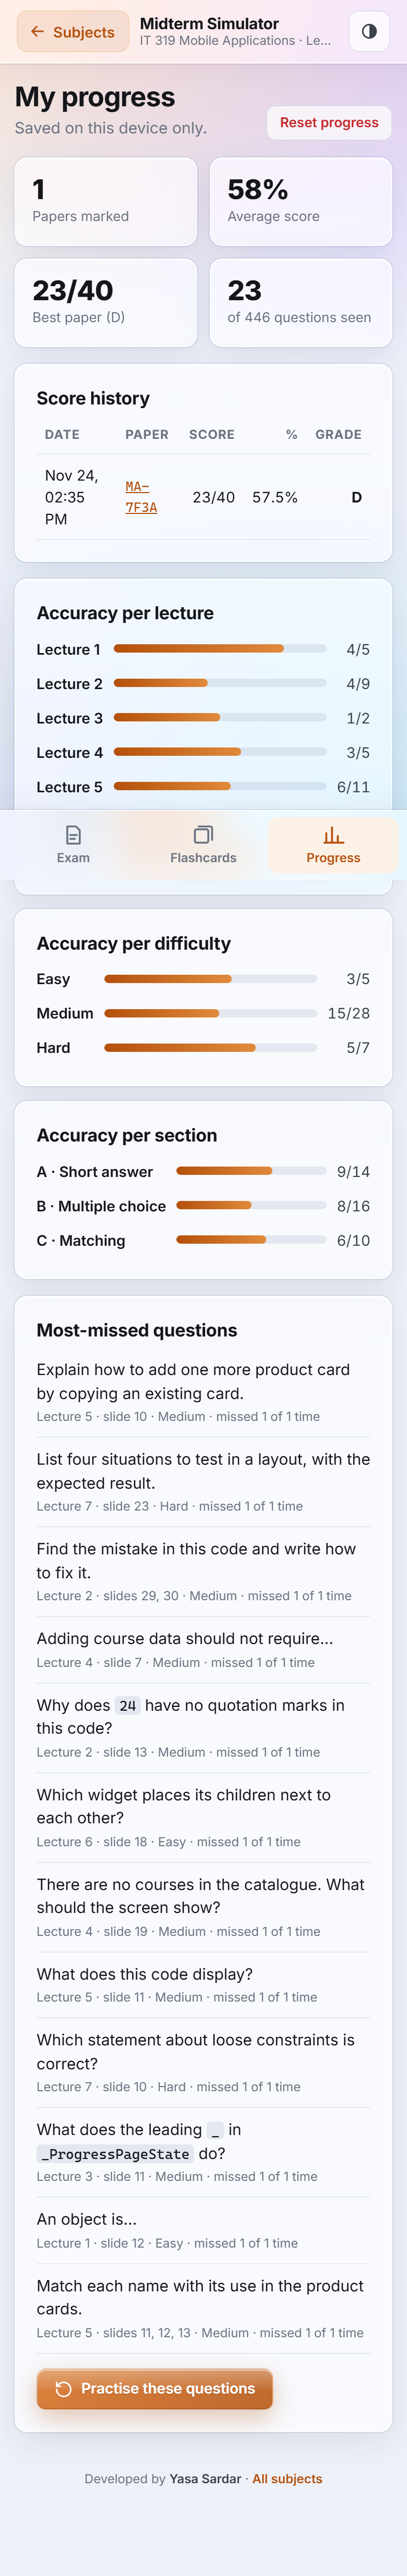 Subjects
Midterm Simulator
IT 319 Mobile Applications · Le...
My progress
Saved on this device only.
Reset progress
1
Papers marked
58%
Average score
23/40
Best paper (D)
23
of 446 questions seen
Score history
DATE PAPER SCORE % GRADE
Nov 24,
02:35
PM
MA-
7F3A
23/40 57.5% D
Accuracy per lecture
Lecture 1 4/5
Lecture 2 4/9
Lecture 3 1/2
Lecture 4 3/5
Lecture 5 6/11
Exam
Flashcards
Progress
Accuracy per difficulty
Easy 3/5
Medium 15/28
Hard 5/7
Accuracy per section
A · Short answer 9/14
B · Multiple choice 8/16
C · Matching 6/10
Most-missed questions
Explain how to add one more product card
by copying an existing card.
Lecture 5 · slide 10 · Medium · missed 1 of 1 time
List four situations to test in a layout, with the
expected result.
Lecture 7 · slide 23 · Hard · missed 1 of 1 time
Find the mistake in this code and write how
to fix it.
Lecture 2 · slides 29, 30 · Medium · missed 1 of 1 time
Adding course data should not require...
Lecture 4 · slide 7 · Medium · missed 1 of 1 time
Why does 24 have no quotation marks in
this code?
Lecture 2 · slide 13 · Medium · missed 1 of 1 time
Which widget places its children next to
each other?
Lecture 6 · slide 18 · Easy · missed 1 of 1 time
There are no courses in the catalogue. What
should the screen show?
Lecture 4 · slide 19 · Medium · missed 1 of 1 time
What does this code display?
Lecture 5 · slide 11 · Medium · missed 1 of 1 time
Which statement about loose constraints is
correct?
Lecture 7 · slide 10 · Hard · missed 1 of 1 time
What does the leading _ in
_ProgressPageState do?
Lecture 3 · slide 11 · Medium · missed 1 of 1 time
An object is...
Lecture 1 · slide 12 · Easy · missed 1 of 1 time
Match each name with its use in the product
cards.
Lecture 5 · slides 11, 12, 13 · Medium · missed 1 of 1 time
Practise these questions
Developed by Yasa Sardar · All subjects